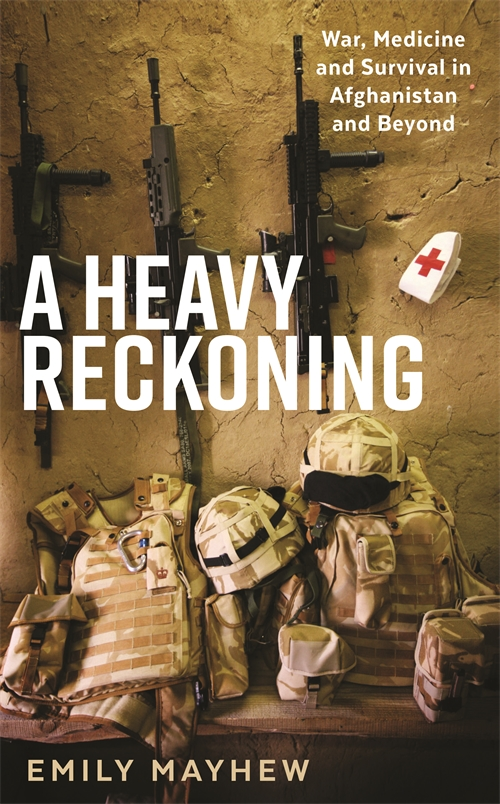 War, Medicine
and Survival in
Afghanistan
and Beyond
A HEAVY
RECKONING
EMILY MAYHEW